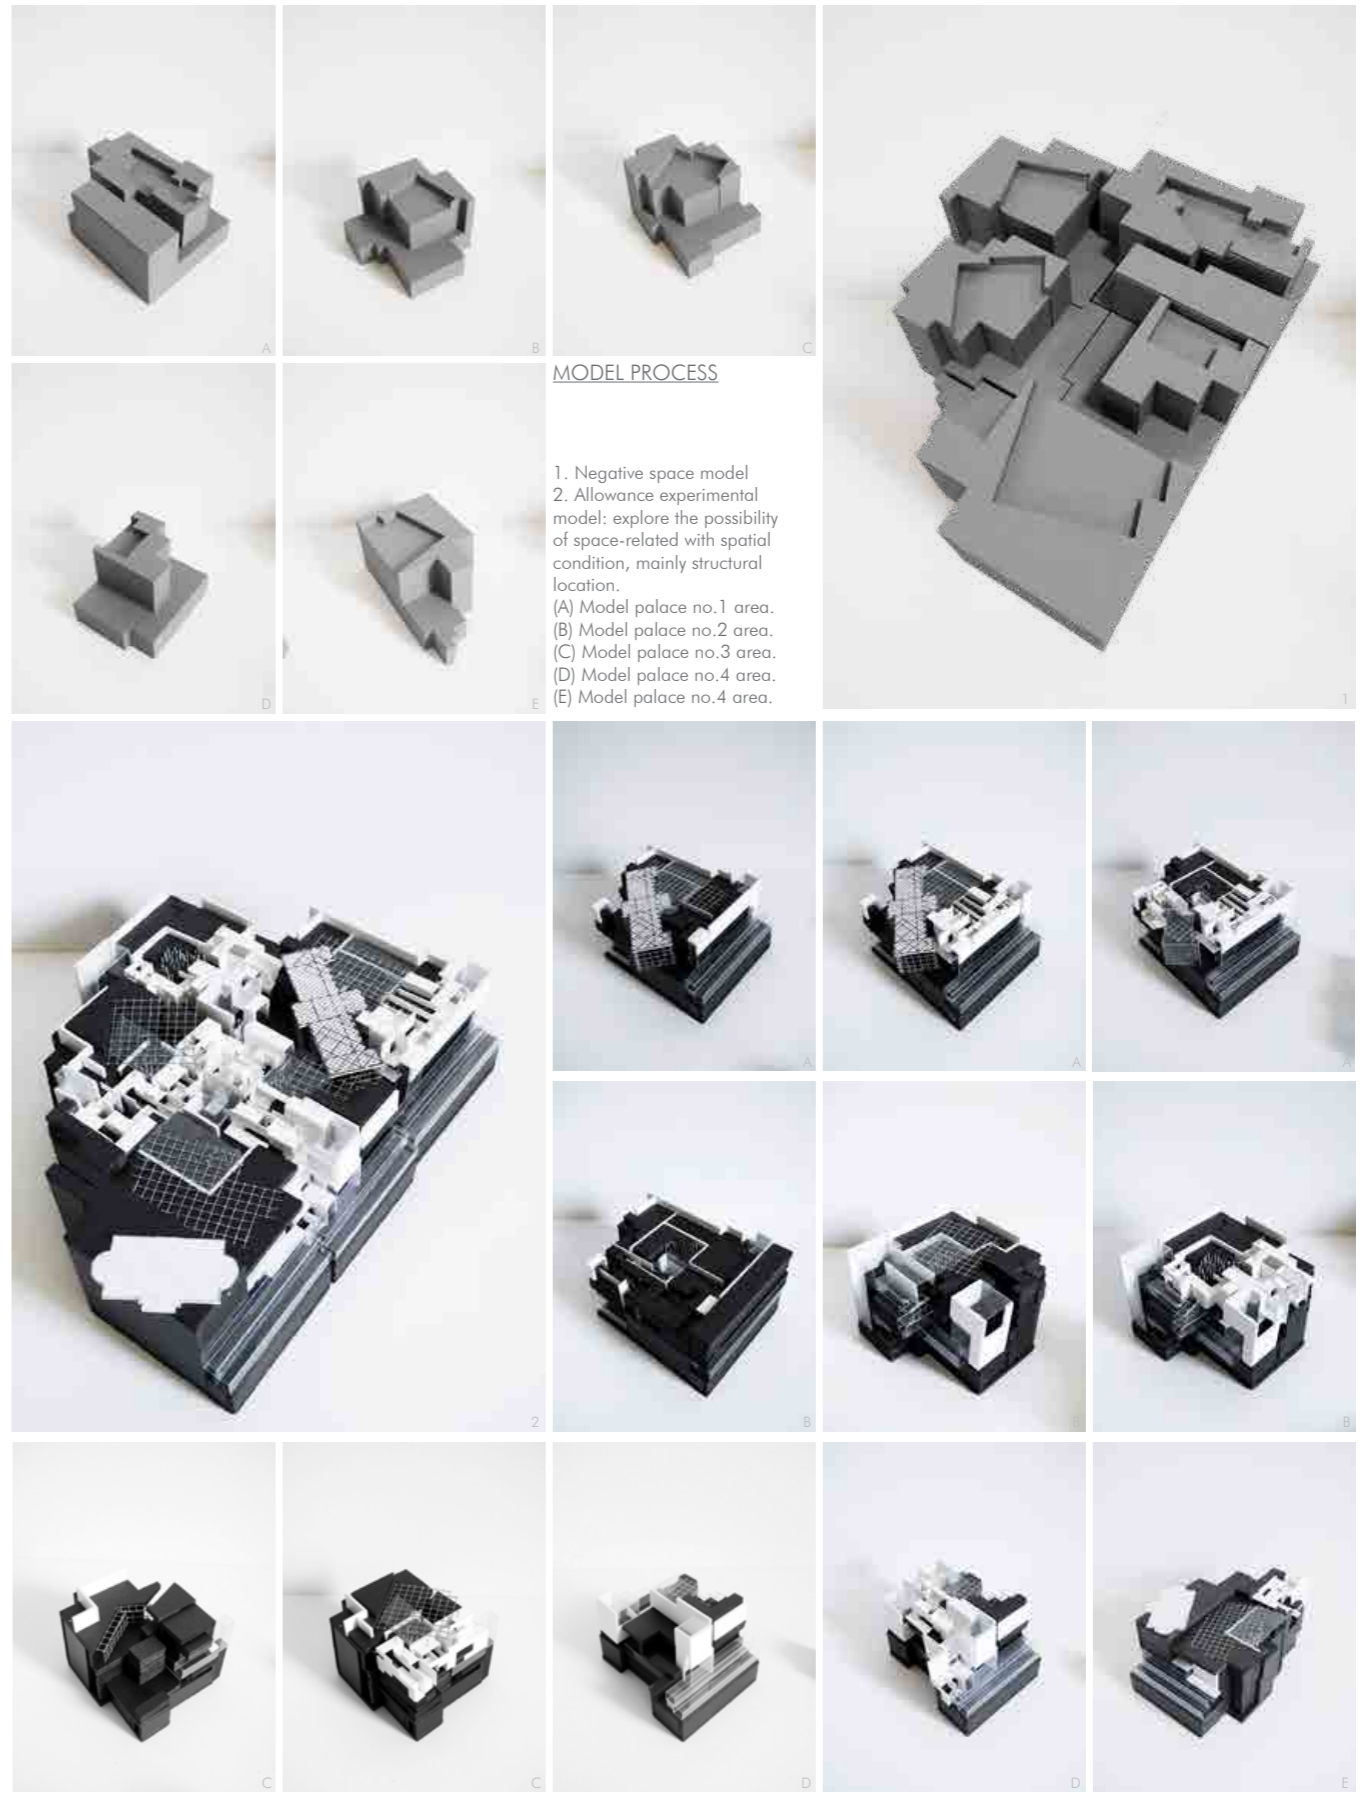 A
B
C
D
E
MODEL PROCESS
1. Negative space model
2. Allowance experimental
model: explore the possibility
of space-related with spatial
condition, mainly structural
location.
(A) Model palace no.1 area.
(B) Model palace no.2 area.
(C) Model palace no.3 area.
(D) Model palace no.4 area.
(E) Model palace no.4 area.
1
2
A
A
A
B
B
C
C
D
D
E